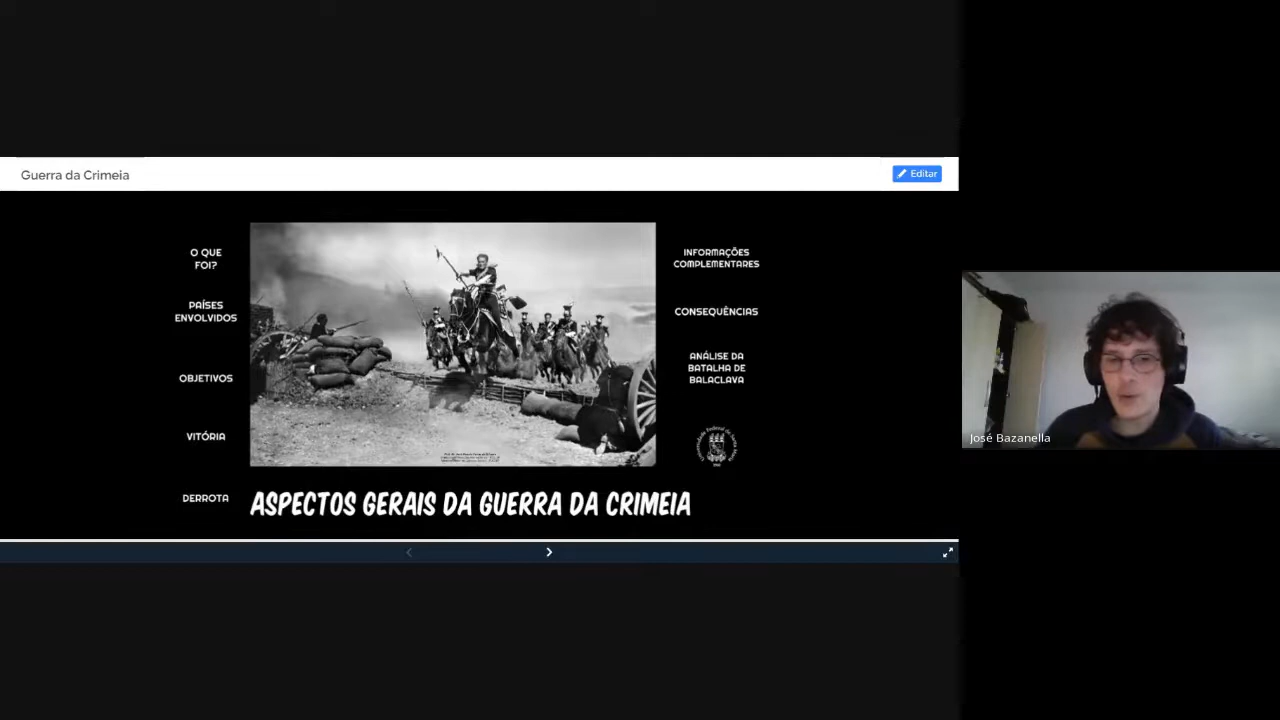 Guerra da Crimeia
Editar
O QUE
FOI?
PAÍSES
ENVOLVIDOS
OBJETIVOS
VITÓRIA
DERROTA
INFORMAÇÕES
COMPLEMENTARES
CONSEQUÊNCIAS
ANÁLISE DA
BATALHA DE
BALACLAVA
ASPECTOS GERAIS DA GUERRA DA CRIMEIA
José Bazanella